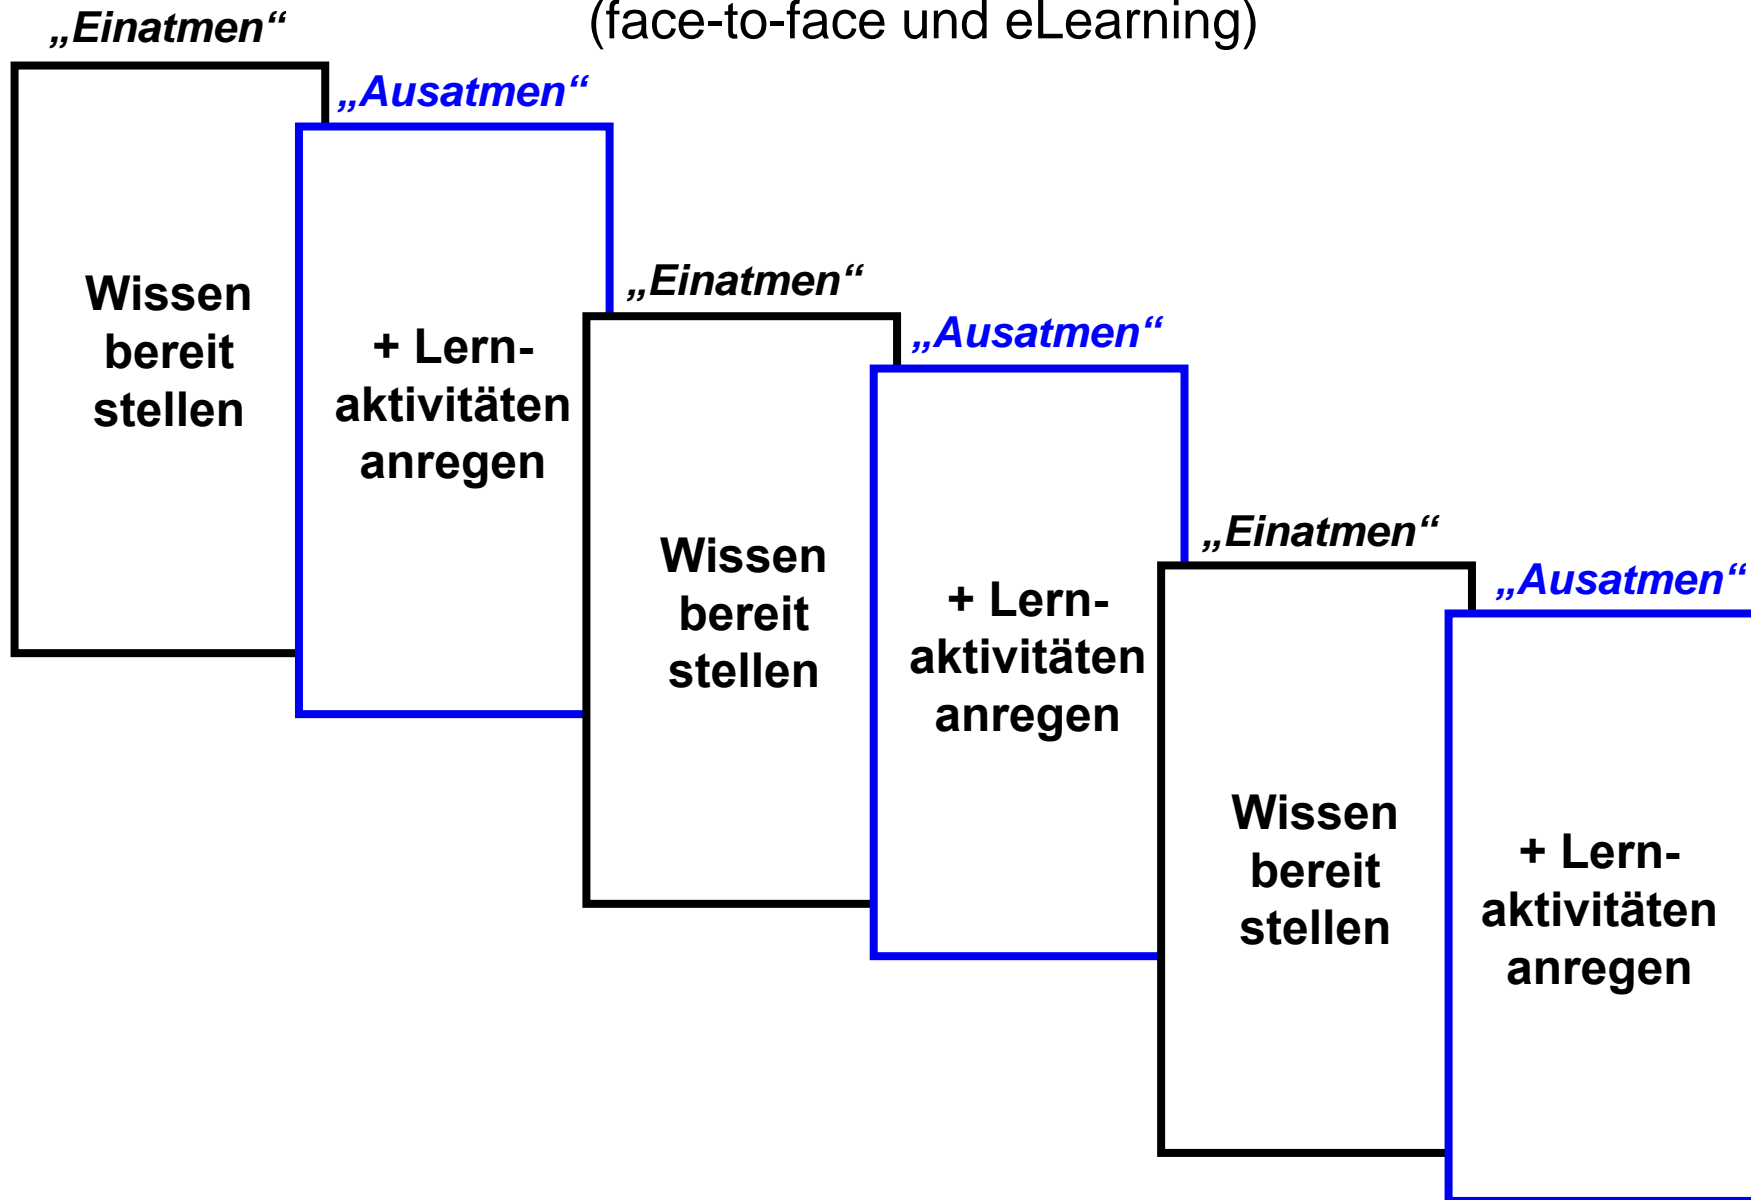 (face-to-face und eLearning)
„Einatmen“
„Ausatmen“
Wissen
bereit
stellen
+ Lern-
aktivitäten
anregen
„Einatmen“
„Ausatmen“
Wissen
bereit
stellen
+ Lern-
aktivitäten
anregen
„Einatmen“
„Ausatmen“
Wissen
bereit
stellen
+ Lern-
aktivitäten
anregen